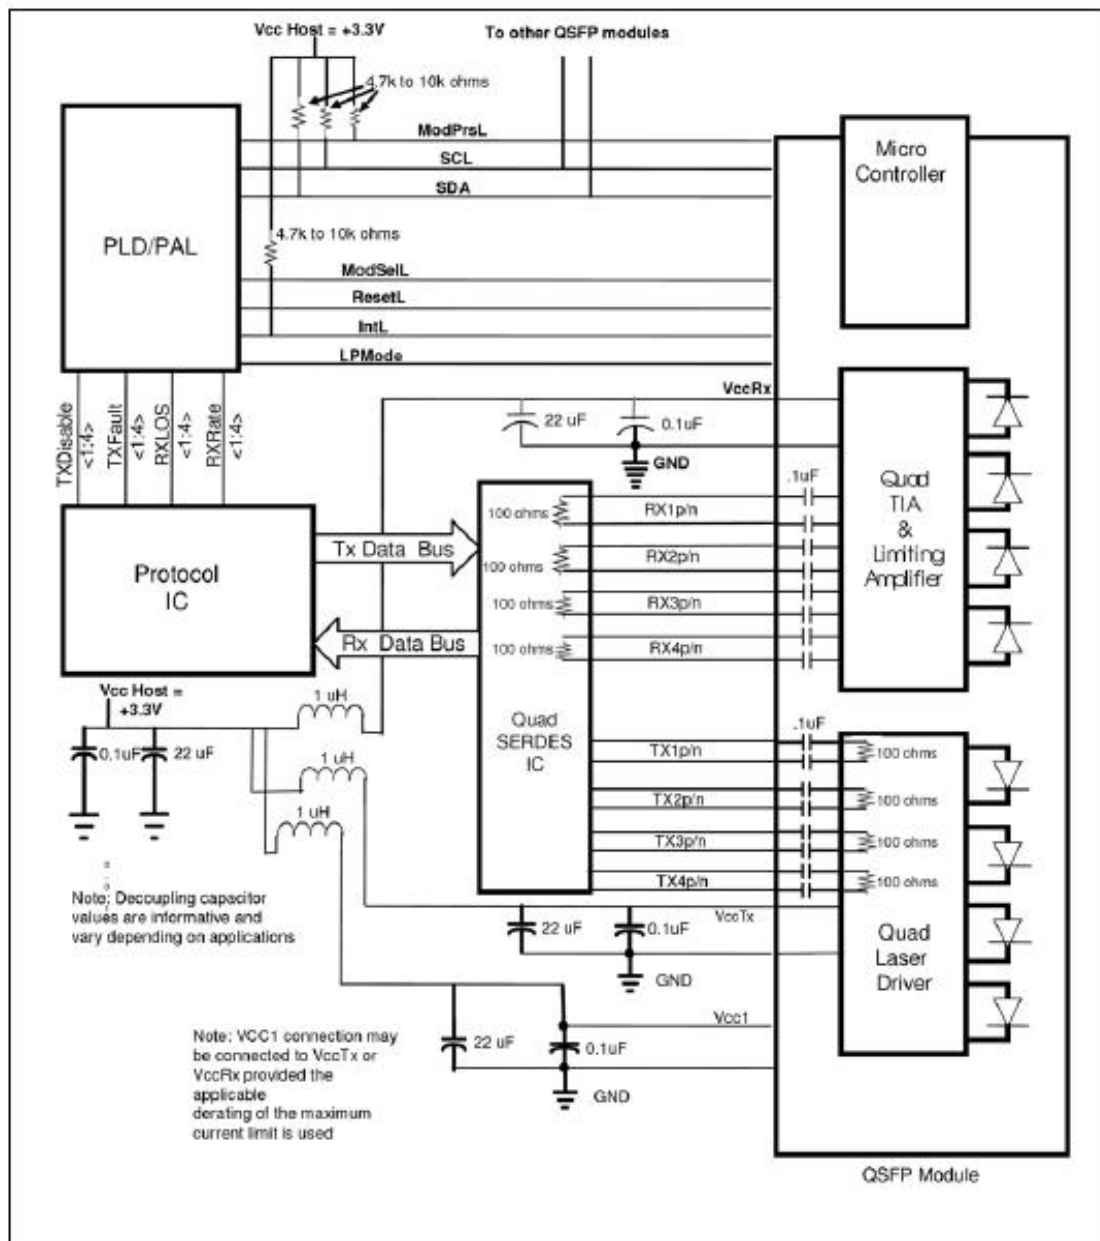 Vcc Host = +3.3V
To other QSFP modules
4.7k to 10k ohms
ModPrsL
SCL
SDA
Micro
Controller
PLD/PAL
4.7k to 10k ohms
ModSelL
ResetL
IntL
LPMode
VccRx
TXDisable
<1:4>
TXFault
<1:4>
RXLOS
<1:4>
RXRate
<1:4>
22 uF
0.1uF
GND
.1uF
Quad
TIA
&
Limiting
Amplifier
100 ohms
RX1p/n
Tx Data Bus
100 ohms
RX2p/n
Protocol
IC
100 ohms
RX3p/n
Rx Data Bus
100 ohms
RX4p/n
Vcc Host =
+3.3V
1 uH
0.1uF
22 uF
Quad
SERDES
IC
.1uF
TX1p/n
100 ohms
1 uH
TX2p/n
100 ohms
1 uH
TX3p/n
100 ohms
TX4p/n
100 ohms
Note: Decoupling capacitor
values are informative and
vary depending on applications
VccTx
22 uF
0.1uF
Quad
Laser
Driver
GND
Vcc1
Note: VCC1 connection may
be connected to VccTx or
VccRx provided the
applicable
derating of the maximum
current limit is used
22 uF
0.1uF
GND
QSFP Module